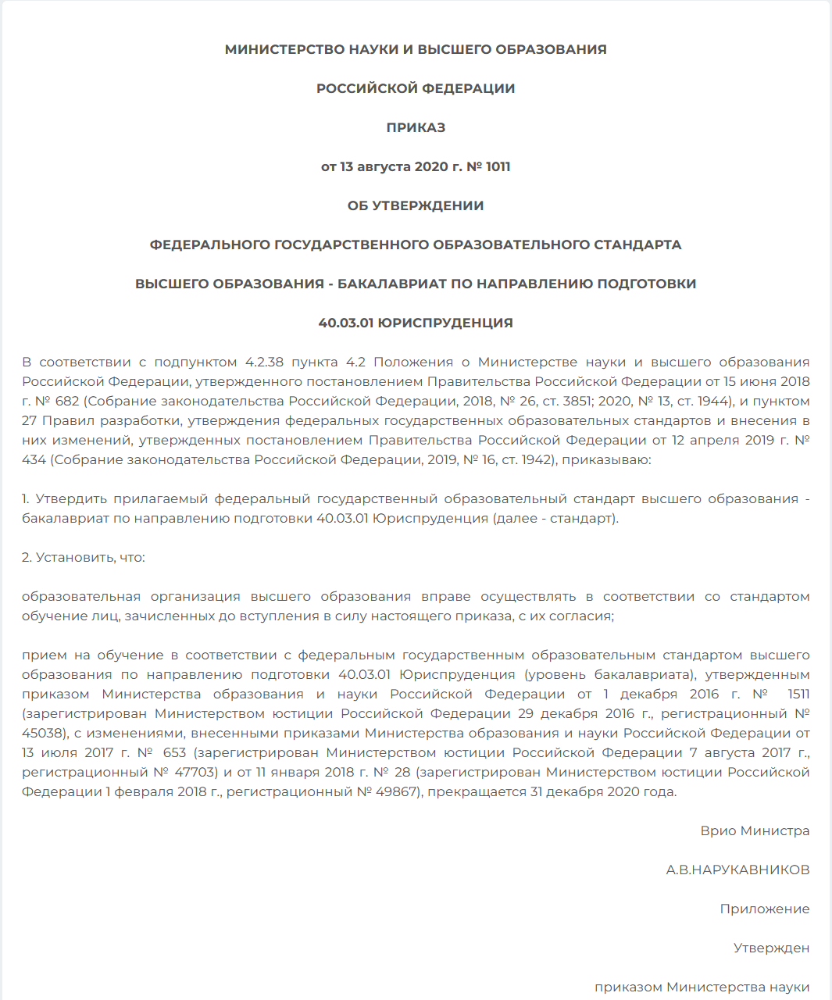 МИНИСТЕРСТВО НАУКИ И ВЫСШЕГО ОБРАЗОВАНИЯ
РОССИЙСКОЙ ФЕДЕРАЦИИ
ПРИКАЗ
от 13 августа 2020 г. № 1011
ОБ УТВЕРЖДЕНИИ
ФЕДЕРАЛЬНОГО ГОСУДАРСТВЕННОГО ОБРАЗОВАТЕЛЬНОГО СТАНДАРТА
ВЫСШЕГО ОБРАЗОВАНИЯ - БАКАЛАВРИАТ ПО НАПРАВЛЕНИЮ ПОДГОТОВКИ
40.03.01 ЮРИСПРУДЕНЦИЯ
В соответствии с подпунктом 4.2.38 пункта 4.2 Положения о Министерстве науки и высшего образования
Российской Федерации, утвержденного постановлением Правительства Российской Федерации от 15 июня 2018
г. № 682 (Собрание законодательства Российской Федерации, 2018, № 26, ст. 3851; 2020, № 13, ст. 1944), и пунктом
27 Правил разработки, утверждения федеральных государственных образовательных стандартов и внесения в
них изменений, утвержденных постановлением Правительства Российской Федерации от 12 апреля 2019 г. №
434 (Собрание законодательства Российской Федерации, 2019, № 16, ст. 1942), приказываю:
1. Утвердить прилагаемый федеральный государственный образовательный стандарт высшего образования -
бакалавриат по направлению подготовки 40.03.01 Юриспруденция (далее - стандарт).
2. Установить, что:
образовательная организация высшего образования вправе осуществлять в соответствии со стандартом
обучение лиц, зачисленных до вступления в силу настоящего приказа, с их согласия;
прием на обучение в соответствии с федеральным государственным образовательным стандартом высшего
образования по направлению подготовки 40.03.01 Юриспруденция (уровень бакалавриата), утвержденным
приказом Министерства образования и науки Российской Федерации от 1 декабря 2016 г. № 1511
(зарегистрирован Министерством юстиции Российской Федерации 29 декабря 2016 г., регистрационный №
45038), с изменениями, внесенными приказами Министерства образования и науки Российской Федерации от
13 июля 2017 г. № 653 (зарегистрирован Министерством юстиции Российской Федерации 7 августа 2017 г.,
регистрационный № 47703) и от 11 января 2018 г. № 28 (зарегистрирован Министерством юстиции Российской
Федерации 1 февраля 2018 г., регистрационный № 49867), прекращается 31 декабря 2020 года.
Врио Министра
А.В.НАРУКАВНИКОВ
Приложение
Утвержден
приказом Министерства науки